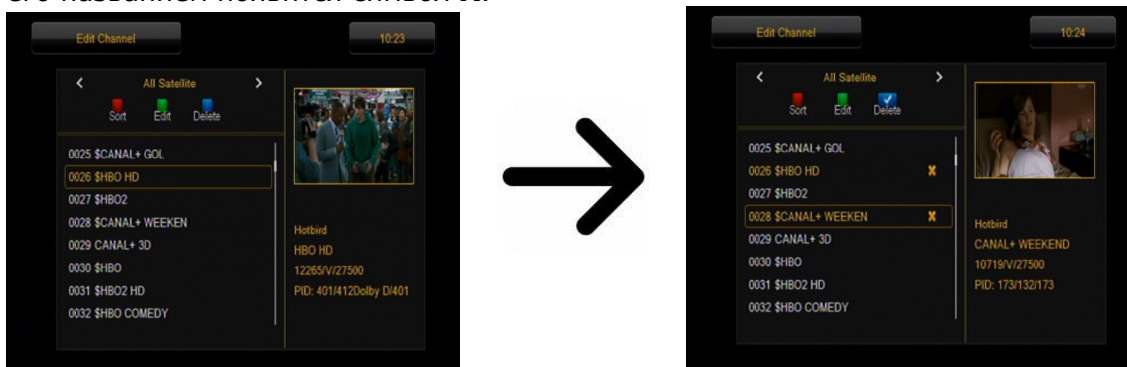 Edit Channel
10:23
All Satellite
Sort Edit Delete
0025 $CANAL+ GOL
0026 $HBO HD
0027 $HBO2
0028 $CANAL+ WEEKEN
0029 CANAL+ 3D
0030 $HBO
0031 $HBO2 HD
0032 $HBO COMEDY
Hotbird
HBO HD
12265/V/27500
PID: 401/412Dolby D/401
Edit Channel
10:24
All Satellite
Sort Edit Delete
0025 $CANAL+ GOL
0026 $HBO HD X
0027 $HBO2
0028 $CANAL+ WEEKEN X
0029 CANAL+ 3D
0030 $HBO
0031 $HBO2 HD
0032 $HBO COMEDY
Hotbird
CANAL+ WEEKEND
10719/V/27500
PID: 173/132/173